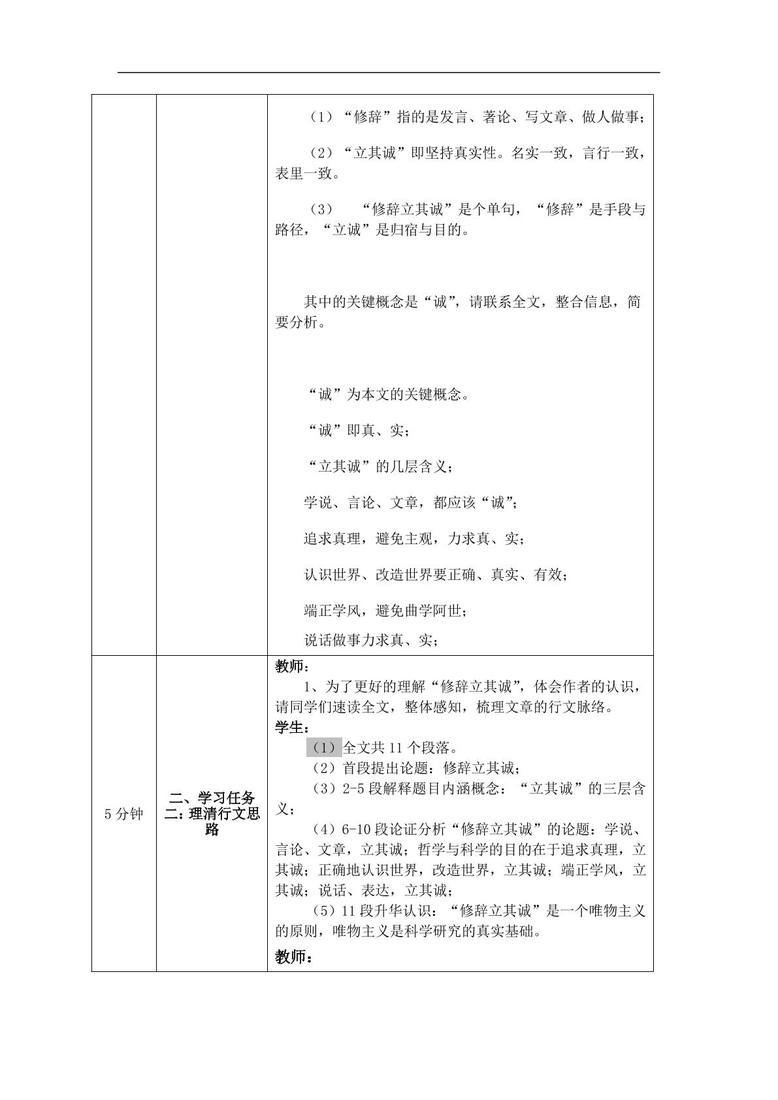 （1）“修辞”指的是发言、著论、写文章、做人做事；
（2）“立其诚”即坚持真实性。名实一致，言行一致，
表里一致。
（3） “修辞立其诚”是个单句，“修辞”是手段与
路径，“立诚”是归宿与目的。
其中的关键概念是“诚”，请联系全文，整合信息，简
要分析。
“诚”为本文的关键概念。
“诚”即真、实；
“立其诚”的几层含义；
学说、言论、文章，都应该“诚”；
追求真理，避免主观，力求真、实；
认识世界、改造世界要正确、真实、有效；
端正学风，避免曲学阿世；
说话做事力求真、实；
5 分钟
二、学习任务
二：理清行文思
路
教师：
1、为了更好的理解“修辞立其诚”，体会作者的认识，
请同学们速读全文，整体感知，梳理文章的行文脉络。
学生：
（1）全文共 11 个段落。
（2）首段提出论题：修辞立其诚；
（3）2-5 段解释题目内涵概念：“立其诚”的三层含
义；
（4）6-10 段论证分析“修辞立其诚”的论题：学说、
言论、文章，立其诚；哲学与科学的目的在于追求真理，立
其诚；正确地认识世界，改造世界，立其诚；端正学风，立
其诚；说话、表达，立其诚；
（5）11 段升华认识：“修辞立其诚”是一个唯物主义
的原则，唯物主义是科学研究的真实基础。
教师：